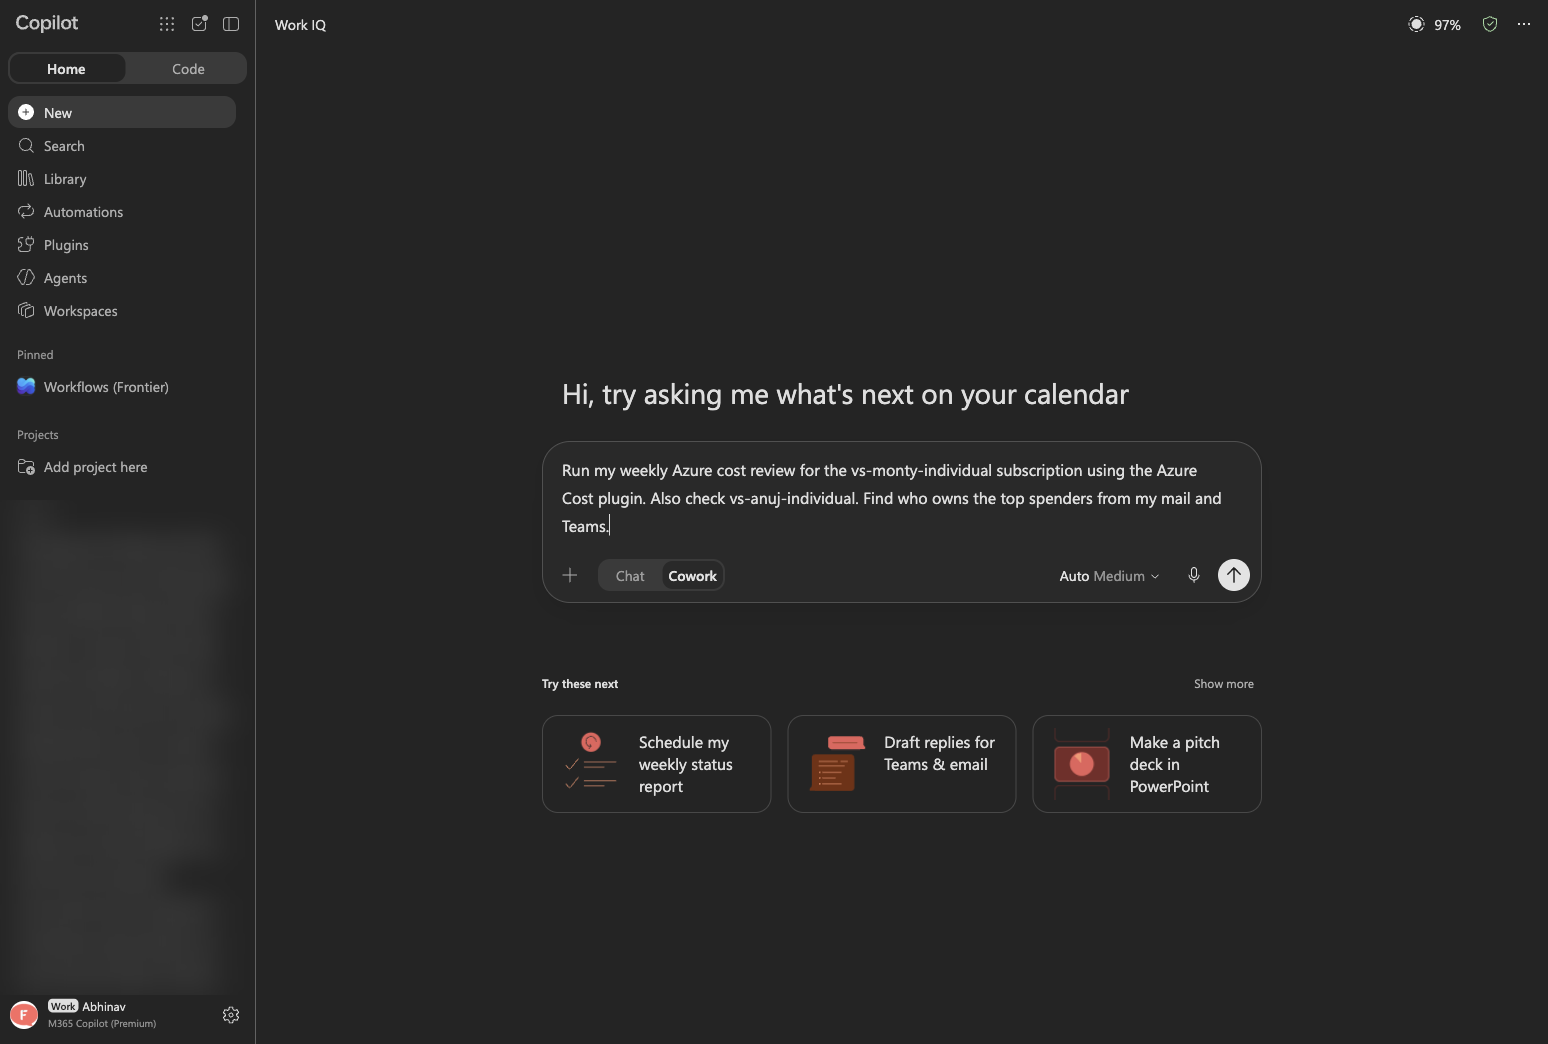 Copilot
Home
Code
New
Search
Library
Automations
Plugins
Agents
Workspaces
Pinned
Workflows (Frontier)
Projects
Add project here
F
Work Abhinav
M365 Copilot (Premium)
Work IQ
97%
Hi, try asking me what's next on your calendar
Run my weekly Azure cost review for the vs-monty-individual subscription using the Azure
Cost plugin. Also check vs-anuj-individual. Find who owns the top spenders from my mail and
Teams.
Chat
Cowork
Auto Medium
Try these next
Show more
Schedule my
weekly status
report
Draft replies for
Teams & email
Make a pitch
deck in
PowerPoint